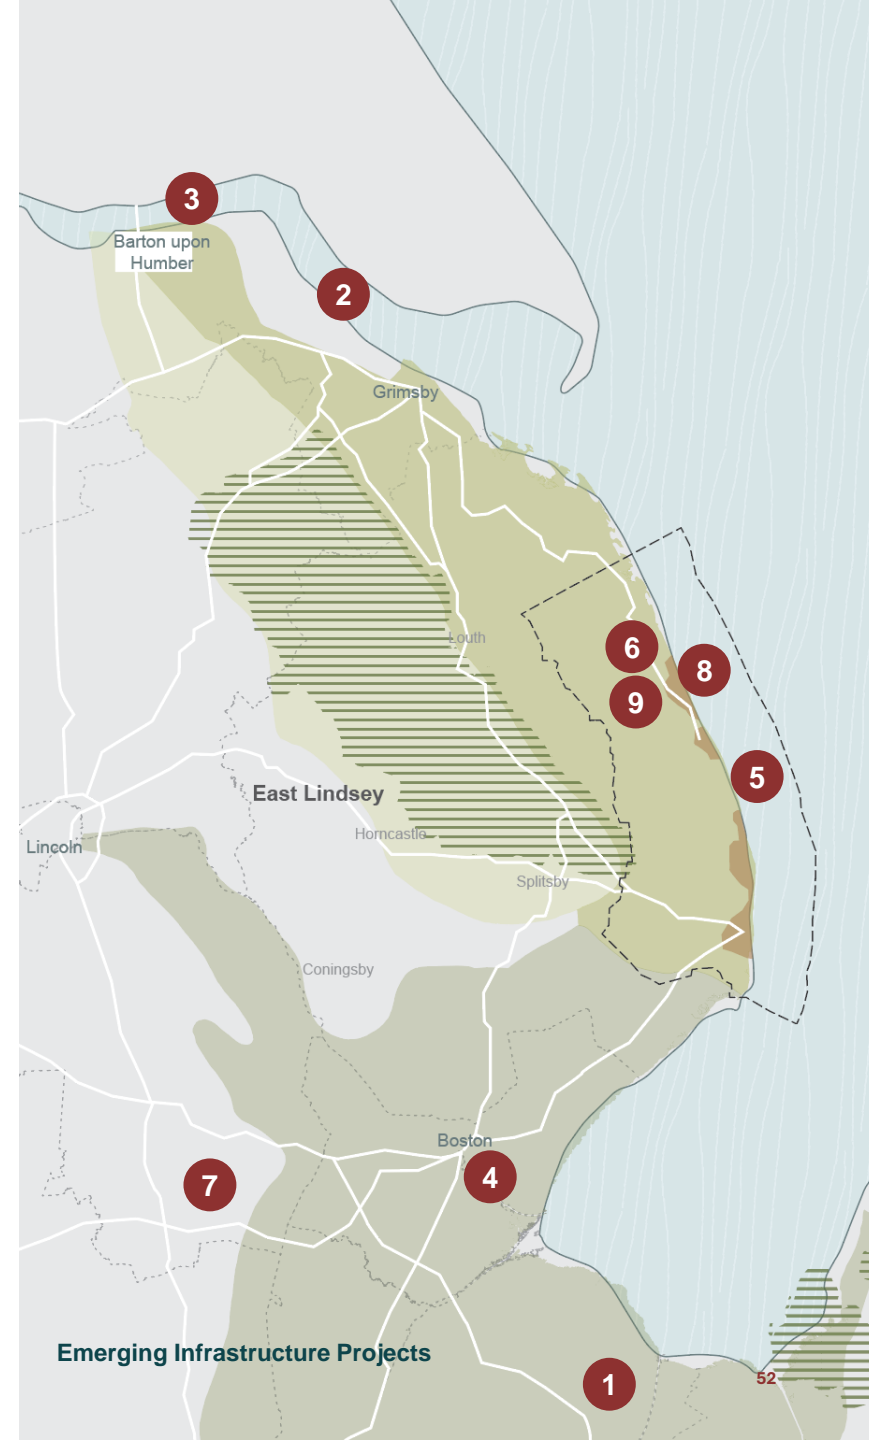 3
Barton upon
Humber
2
Grimsby
Louth
6
8
9
5
East Lindsey
Horncastle
Lincoln
Splitsby
Coningsby
Boston
4
7
Emerging Infrastructure Projects
52
1